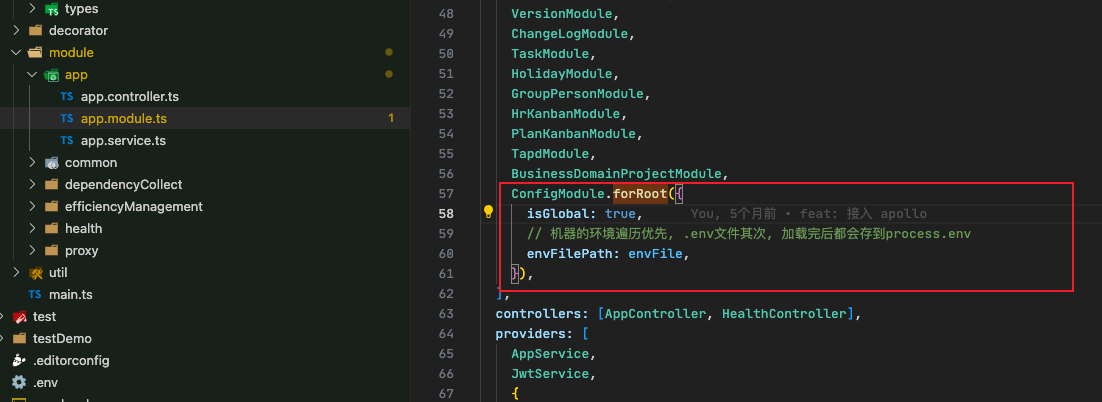 types
decorator
module
app
TS app.controller.ts
TS app.module.ts 1
TS app.service.ts
common
dependencyCollect
efficiencyManagement
health
proxy
util
TS main.ts
test
testDemo
.editorconfig
.env
48 VersionModule,
49 ChangeLogModule,
50 TaskModule,
51 HolidayModule,
52 GroupPersonModule,
53 HrKanbanModule,
54 PlanKanbanModule,
55 TapdModule,
56 BusinessDomainProjectModule,
57 ConfigModule.forRoot({
58 isGlobal: true, You, 5个月前 • feat: 接入 apollo
59 // 机器的环境遍历优先, .env文件其次, 加载完后都会存到process.env
60 envFilePath: envFile,
61 }),
62 ],
63 controllers: [AppController, HealthController],
64 providers: [
65 AppService,
66 JwtService,
67 {